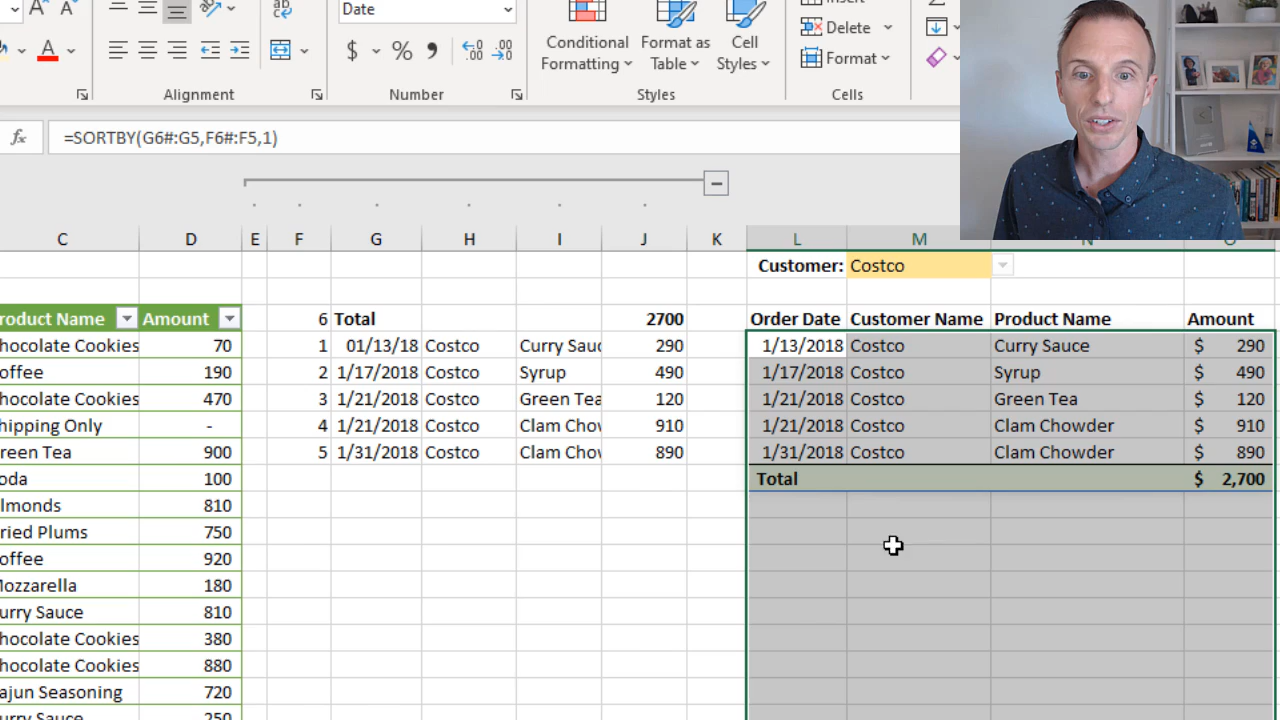 Date
Insert
$ % 9
Conditional Formatting
Format as Table
Cell Styles
Delete
Format
Alignment
Number
Styles
Cells
fx
=SORTBY(G6#:G5,F6#:F5,1)
C D E F G H I J K L M N O
Customer: Costco
roduct Name Amount 6 Total 2700 Order Date Customer Name Product Name Amount
hocolate Cookies 70 1 01/13/18 Costco Curry Sauc 290 1/13/2018 Costco Curry Sauce $ 290
offee 190 2 1/17/2018 Costco Syrup 490 1/17/2018 Costco Syrup $ 490
hocolate Cookies 470 3 1/21/2018 Costco Green Tea 120 1/21/2018 Costco Green Tea $ 120
hipping Only - 4 1/21/2018 Costco Clam Chov 910 1/21/2018 Costco Clam Chowder $ 910
reen Tea 900 5 1/31/2018 Costco Clam Chov 890 1/31/2018 Costco Clam Chowder $ 890
oda 100 Total $ 2,700
lmonds 810
ried Plums 750
offee 920
Mozzarella 180
urry Sauce 810
hocolate Cookies 380
hocolate Cookies 880
ajun Seasoning 720
urry Sauce 250